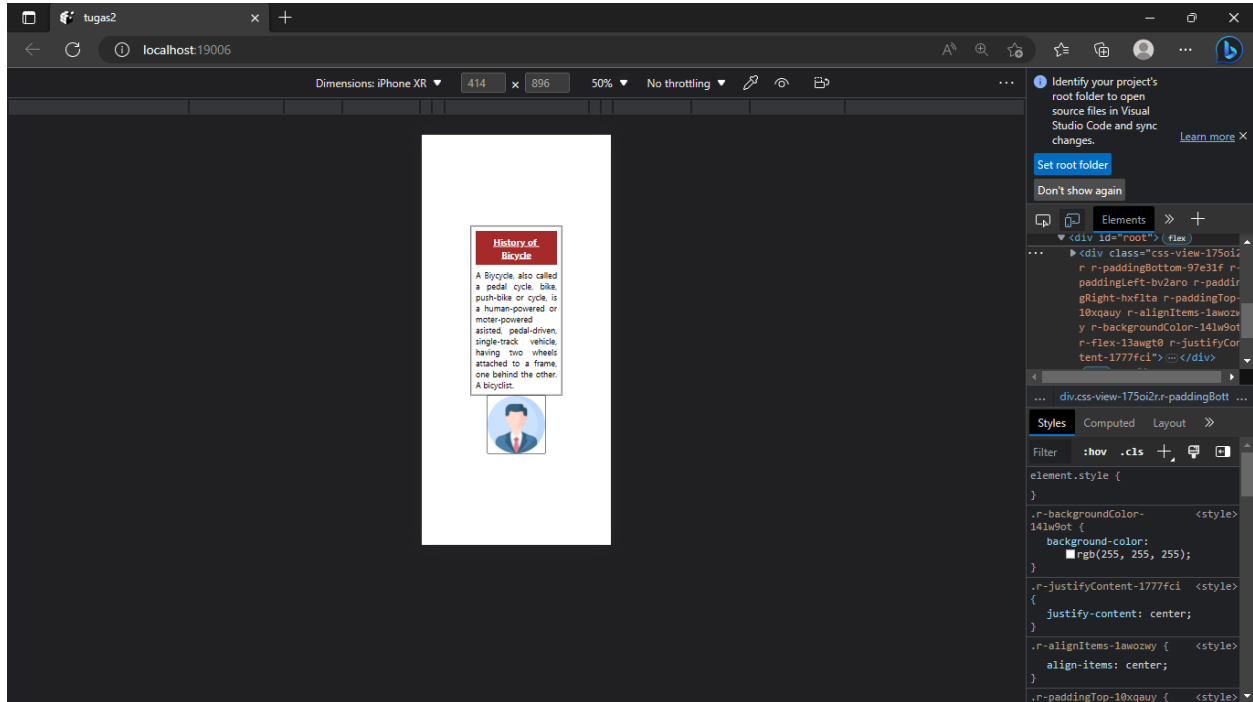 tugas2
localhost:19006
Dimensions: iPhone XR 414 x 896 50% No throttling
Identify your project's
root folder to open
source files in Visual
Studio Code and sync
changes.
Learn more
Set root folder
Don't show again
Elements
<div id="root"> flex
<div class="css-view-175oi2
r r-paddingBottom-97e31f r-
paddingLeft-bv2aro r-paddin
gRight-hxflta r-paddingTop-
10xqauy r-alignItems-1awozw
y r-backgroundColor-14lw9ot
r-flex-13awgt0 r-justifyCon
tent-1777fci"> … </div>
... div.css-view-175oi2r.r-paddingBott ...
Styles Computed Layout
Filter :hov .cls
element.style {
}
.r-backgroundColor- <style>
14lw9ot {
background-color:
rgb(255, 255, 255);
}
.r-justifyContent-1777fci <style>
{
justify-content: center;
}
.r-alignItems-1awozwy { <style>
align-items: center;
}
.r-paddingTop-10xqauy { <style>
History of
Bicycle
A Biycycle, also called
a pedal cycle, bike,
push-bike or cycle, is
a human-powered or
moter-powered
asisted, pedal-driven,
single-track vehicle,
having two wheels
attached to a frame,
one behind the other.
A bicyclist.